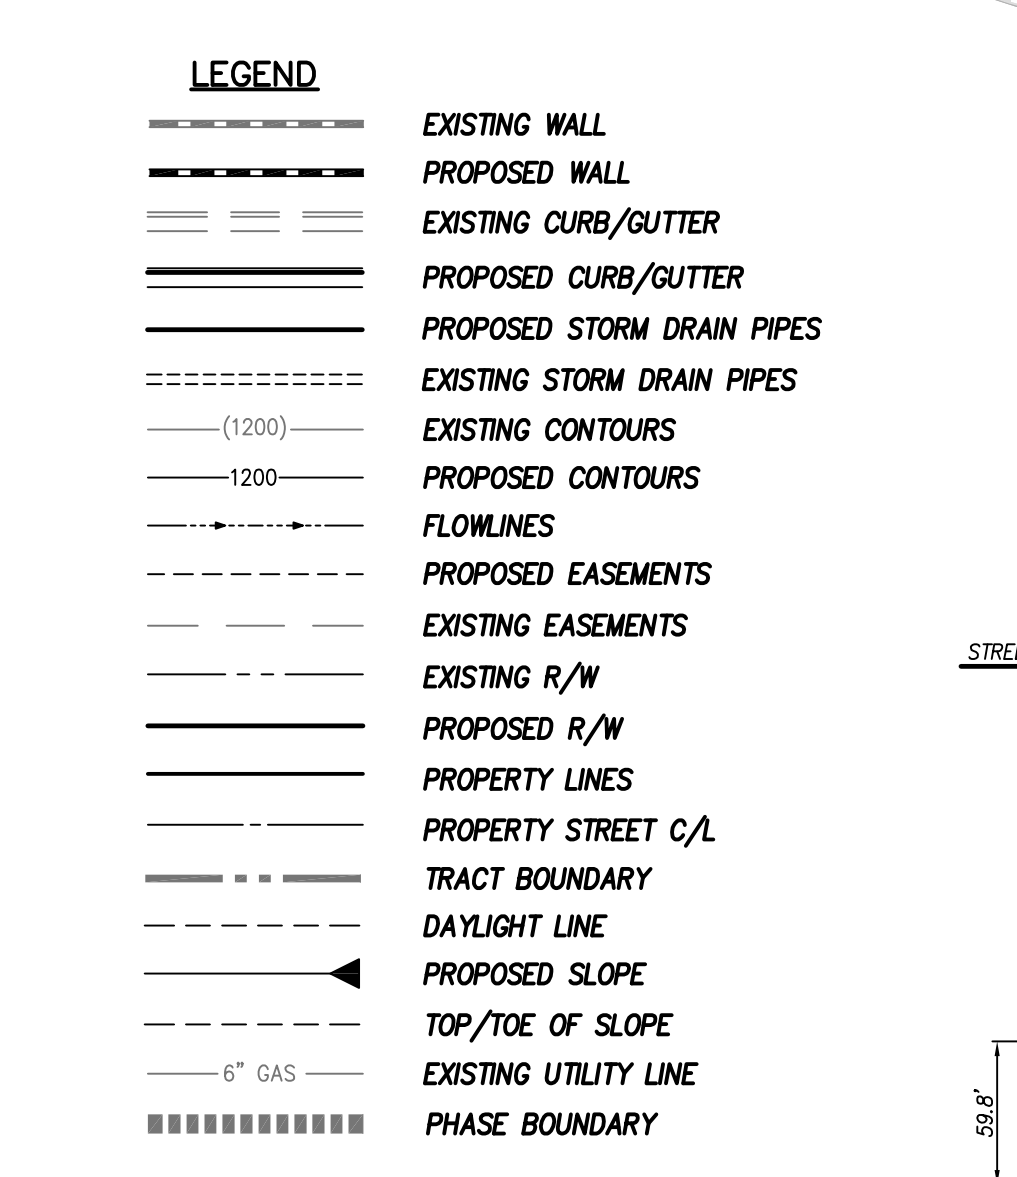 LEGEND
EXISTING WALL
PROPOSED WALL
EXISTING CURB/GUTTER
PROPOSED CURB/GUTTER
PROPOSED STORM DRAIN PIPES
EXISTING STORM DRAIN PIPES
(1200) EXISTING CONTOURS
1200 PROPOSED CONTOURS
FLOWLINES
PROPOSED EASEMENTS
EXISTING EASEMENTS
EXISTING R/W
PROPOSED R/W
PROPERTY LINES
PROPERTY STREET C/L
TRACT BOUNDARY
DAYLIGHT LINE
PROPOSED SLOPE
TOP/TOE OF SLOPE
6" GAS EXISTING UTILITY LINE
PHASE BOUNDARY
59.8'